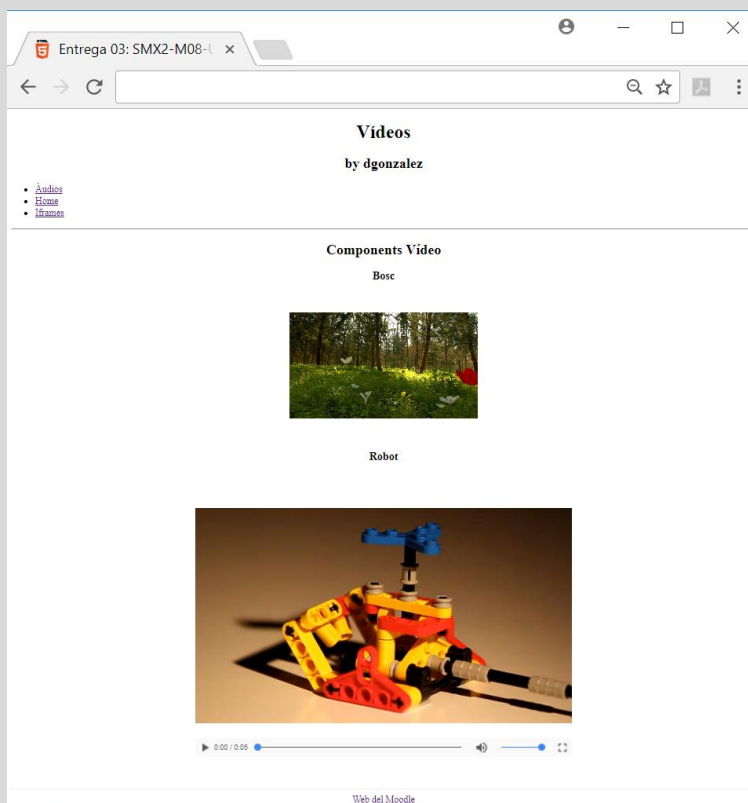 Entrega 03: SMX2-M08-U
Vídeos
by dgonzalez
Àudios
Home
Iframes
Components Vídeo
Bosc
Robot
0:00 / 0:05
Web del Moodle